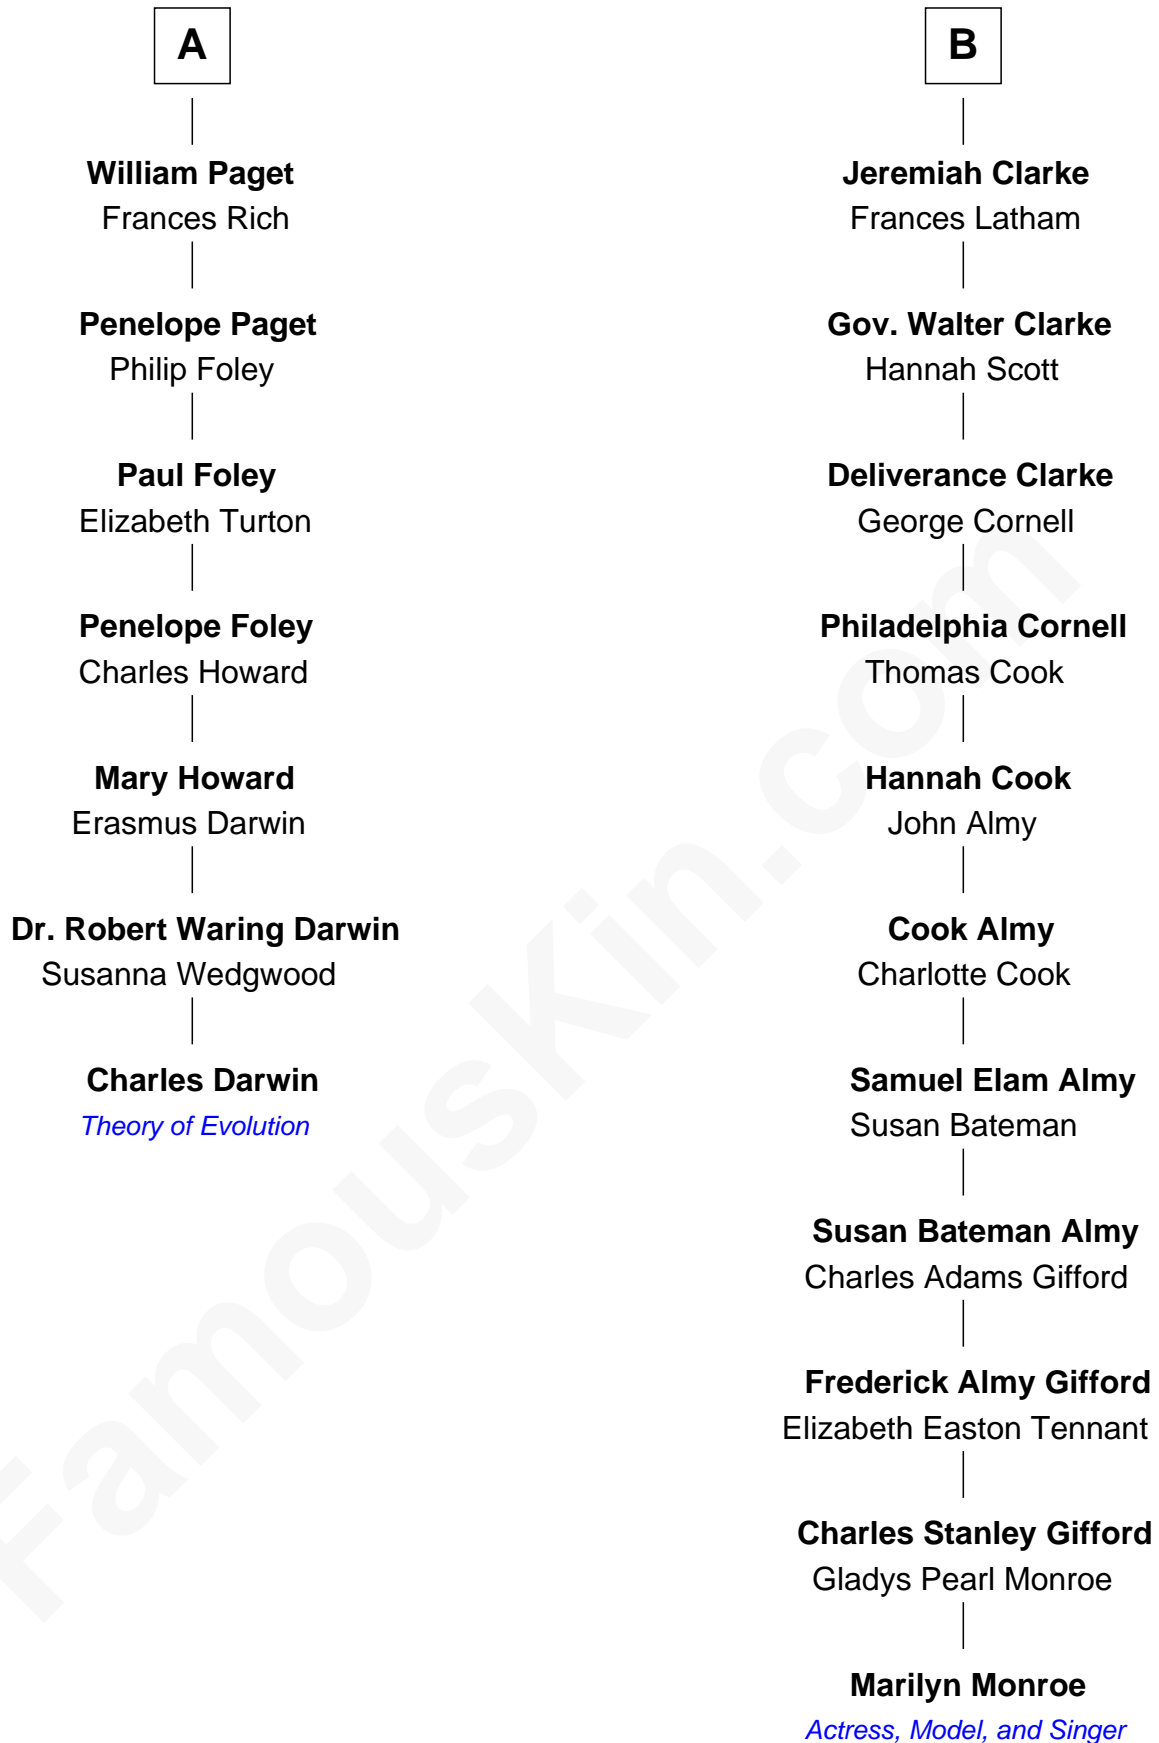 A
William Paget
Frances Rich
Penelope Paget
Philip Foley
Paul Foley
Elizabeth Turton
Penelope Foley
Charles Howard
Mary Howard
Erasmus Darwin
Dr. Robert Waring Darwin
Susanna Wedgwood
Charles Darwin
Theory of Evolution
B
Jeremiah Clarke
Frances Latham
Gov. Walter Clarke
Hannah Scott
Deliverance Clarke
George Cornell
Philadelphia Cornell
Thomas Cook
Hannah Cook
John Almy
Cook Almy
Charlotte Cook
Samuel Elam Almy
Susan Bateman
Susan Bateman Almy
Charles Adams Gifford
Frederick Almy Gifford
Elizabeth Easton Tennant
Charles Stanley Gifford
Gladys Pearl Monroe
Marilyn Monroe
Actress, Model, and Singer
FamousKin.com